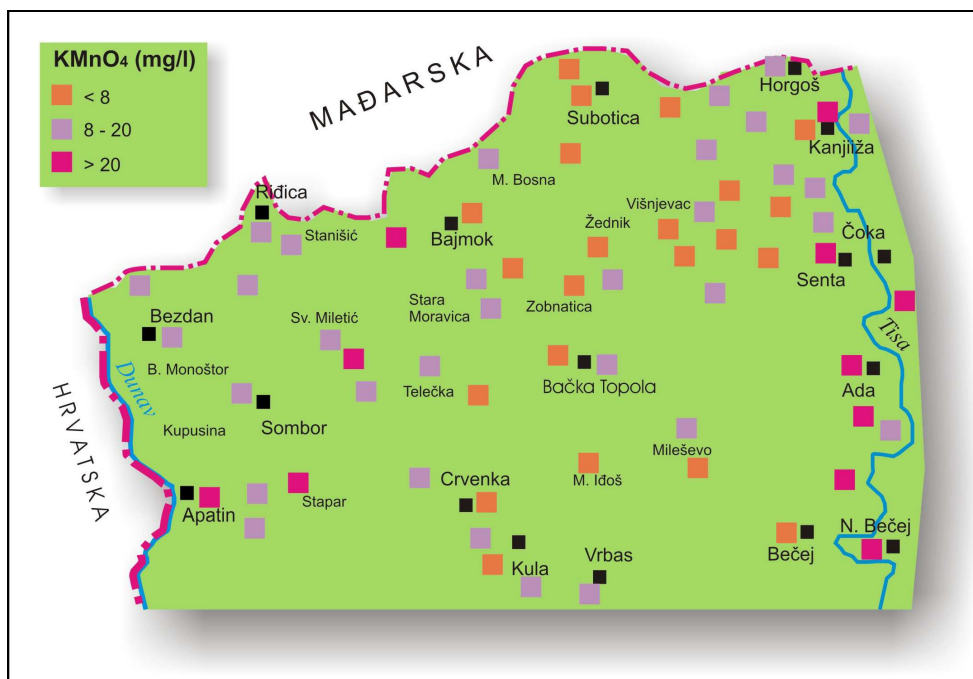 KMnO₄ (mg/l)
< 8
8 - 20
> 20
MAĐARSKA
Horgoš
Subotica
Kanjiža
M. Bosna
Riđica
Stanišić
Bajmok
Višnjevac
Žednik
Čoka
Senta
Stara
Moravica
Zobnatica
Bezdan
Sv. Miletić
Tisa
B. Monoštor
Dunav
Telečka
Bačka Topola
Ada
HRVATSKA
Kupusina
Sombor
Mileševo
M. Iđoš
Crvenka
Stapar
Apatin
N. Bečej
Bečej
Kula
Vrbas